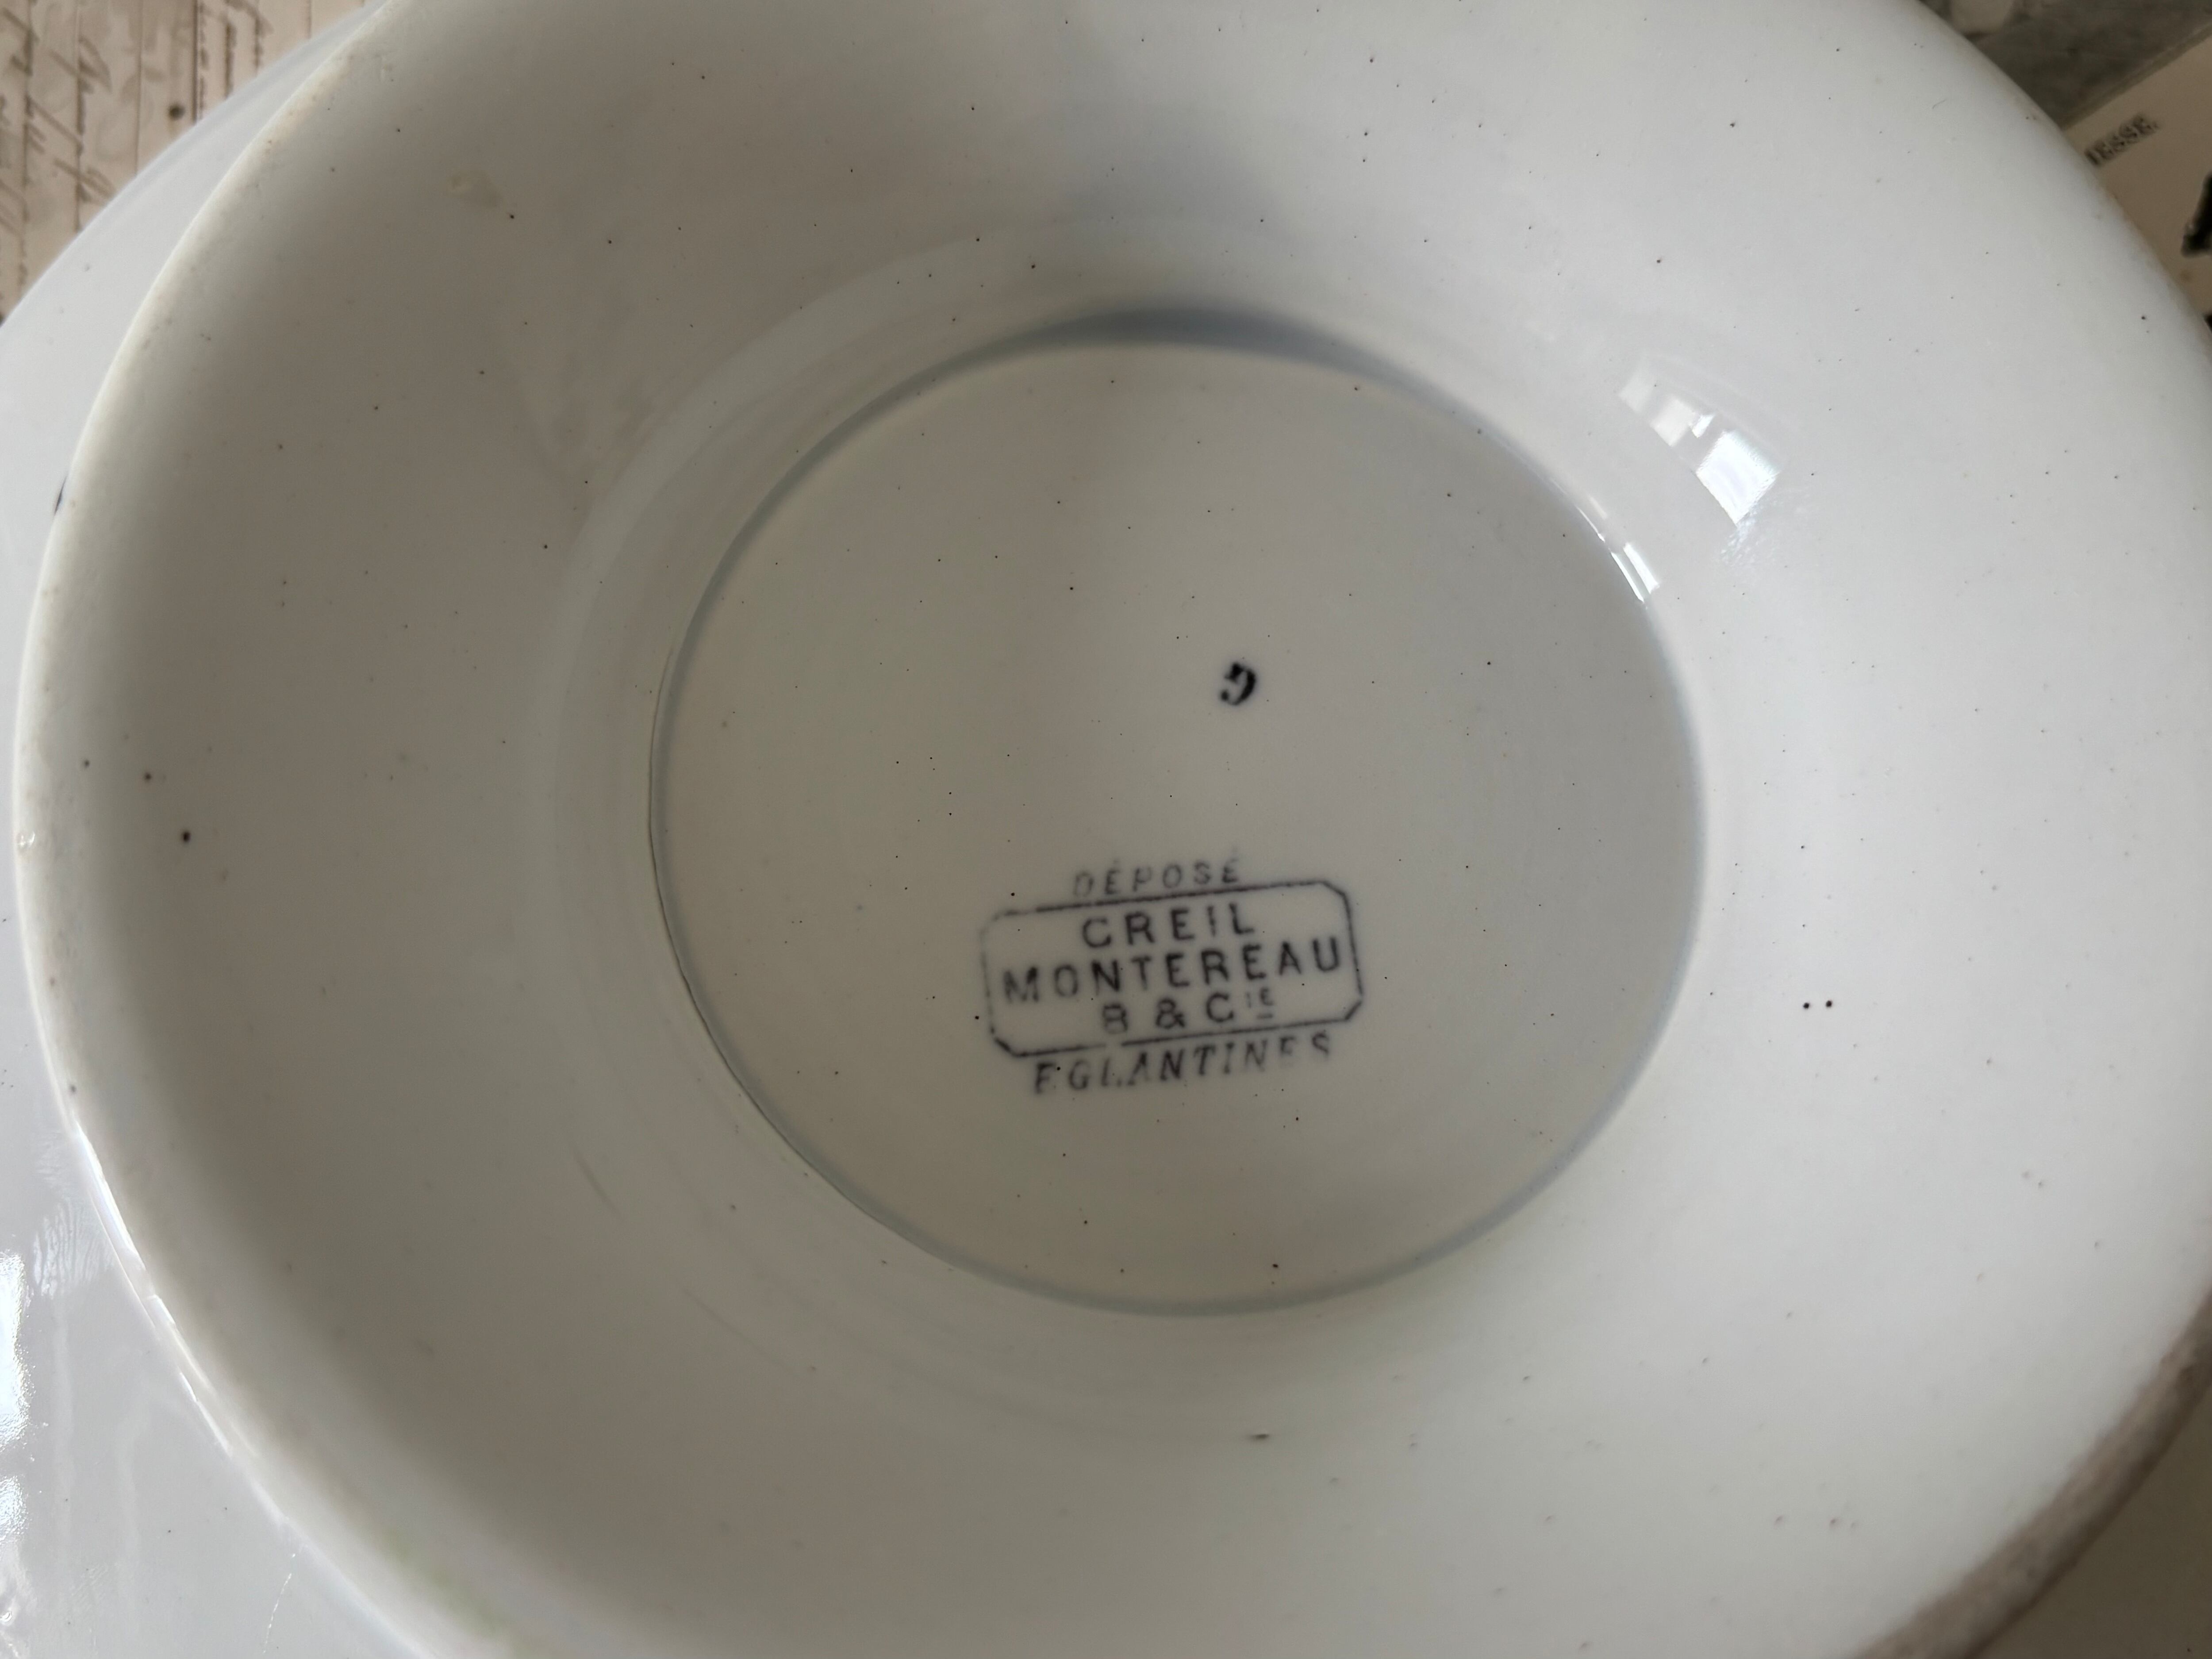 DÉPOSÉ
CREIL
MONTEREAU
B & Cie
EGLANTINES